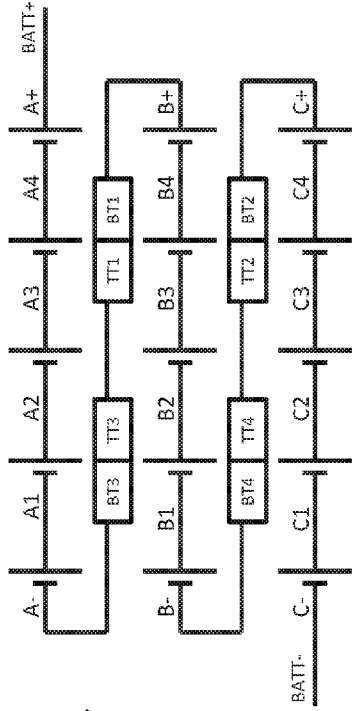 BATT+
A- A1 A2 A3 A4 A+
BT3 TT3 TT1 BT1
B- B1 B2 B3 B4 B+
BT4 TT4 TT2 BT2
C- C1 C2 C3 C4 C+
BATT-